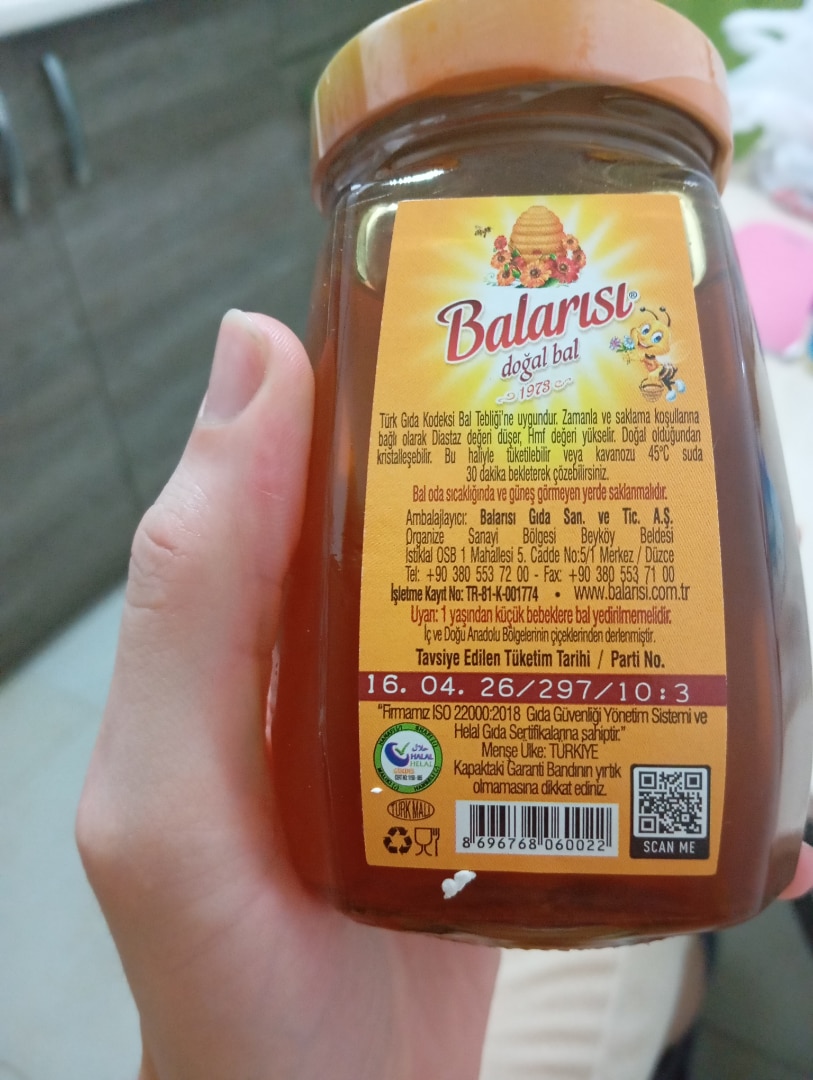 Balarısı®
doğal bal
1973
Türk Gıda Kodeksi Bal Tebliği'ne uygundur. Zamanla ve saklama koşullarına
bağlı olarak Diastaz değeri düşer, Hmf değeri yükselir. Doğal olduğundan
kristalleşebilir. Bu haliyle tüketilebilir veya kavanozu 45°C suda
30 dakika bekleterek çözebilirsiniz.
Bal oda sıcaklığında ve güneş görmeyen yerde saklanmalıdır.
Ambalajlayıcı: Balarısı Gıda San. ve Tic. A.Ş.
Organize Sanayi Bölgesi Beyköy Beldesi
İstiklal OSB 1 Mahallesi 5. Cadde No:5/1 Merkez / Düzce
Tel: +90 380 553 72 00 - Fax: +90 380 553 71 00
İşletme Kayıt No: TR-81-K-001774 • www.balarisi.com.tr
Uyarı: 1 yaşından küçük bebeklere bal yedirilmemelidir.
İç ve Doğu Anadolu Bölgelerinin çiçeklerinden derlenmiştir.
Tavsiye Edilen Tüketim Tarihi / Parti No.
16. 04. 26/297/10:3
"Firmamız ISO 22000:2018 Gıda Güvenliği Yönetim Sistemi ve
Helal Gıda Sertifikalarına sahiptir."
Menşe Ülke: TÜRKİYE
Kapaktaki Garanti Bandının yırtık
olmamasına dikkat ediniz.
حلال
HALAL
HELAL
TÜRK MALI
8 696768 060022
SCAN ME